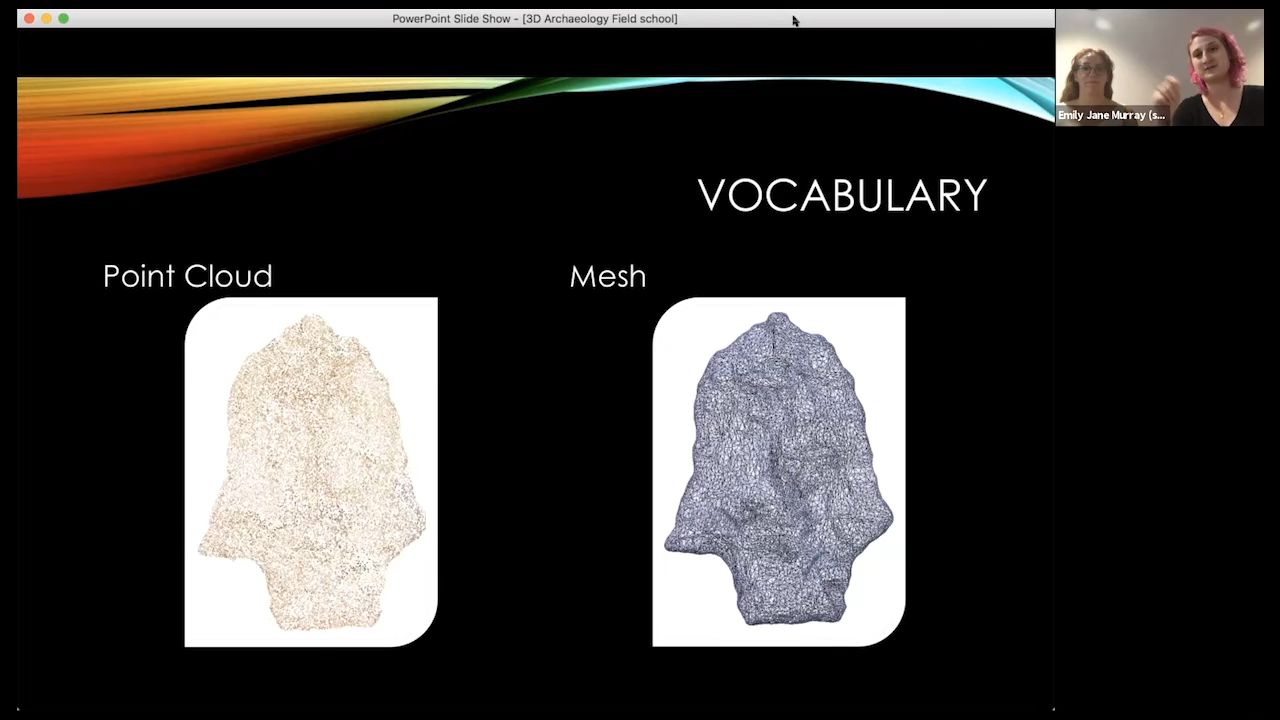 PowerPoint Slide Show - [3D Archaeology Field school]
Emily Jane Murray (s...
VOCABULARY
Point Cloud
Mesh